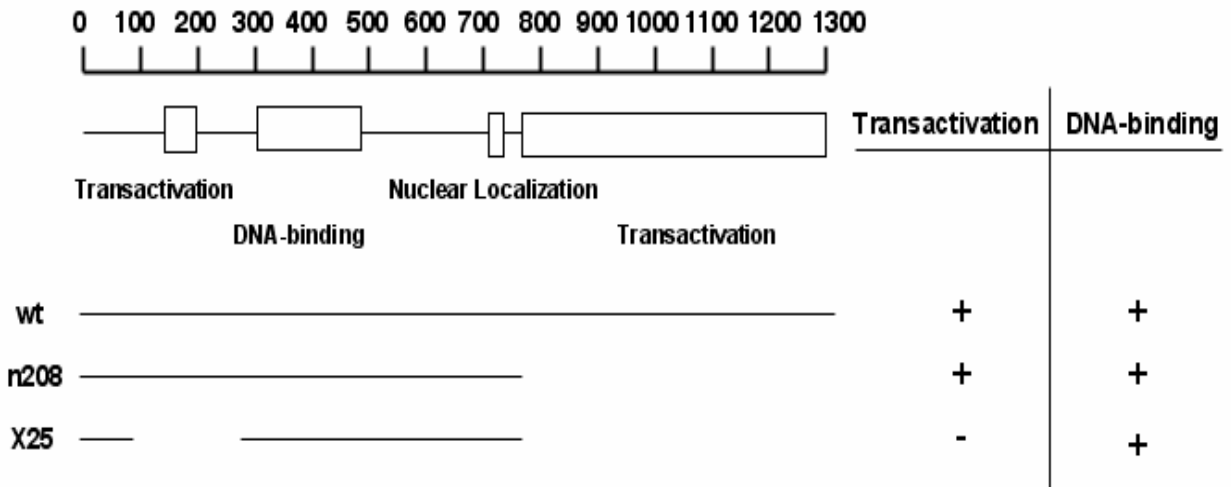 0 100 200 300 400 500 600 700 800 900 1000 1100 1200 1300
Transactivation DNA-binding
Transactivation Nuclear Localization
DNA-binding Transactivation
wt + +
n208 + +
X25 - +